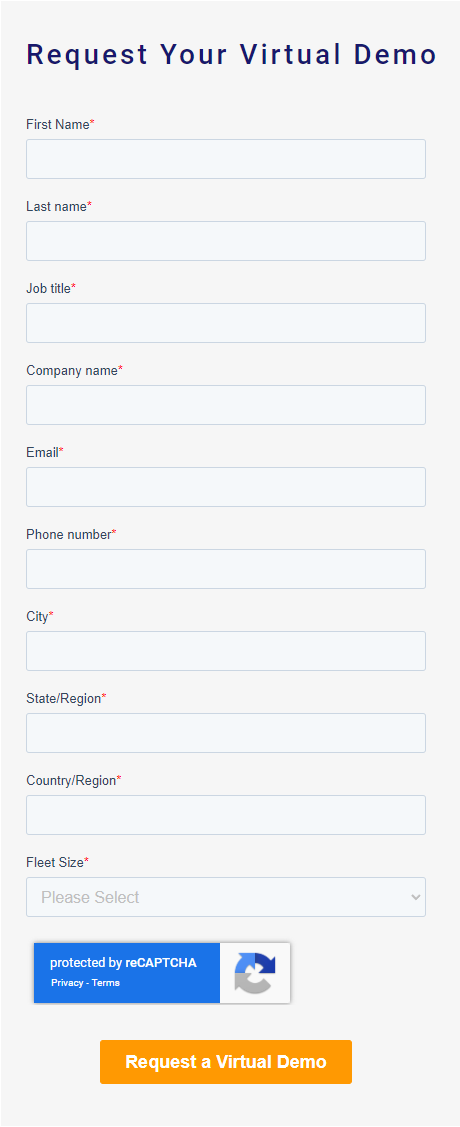 Request Your Virtual Demo
First Name*
Last name*
Job title*
Company name*
Email*
Phone number*
City*
State/Region*
Country/Region*
Fleet Size*
Please Select
protected by reCAPTCHA
Privacy - Terms
Request a Virtual Demo